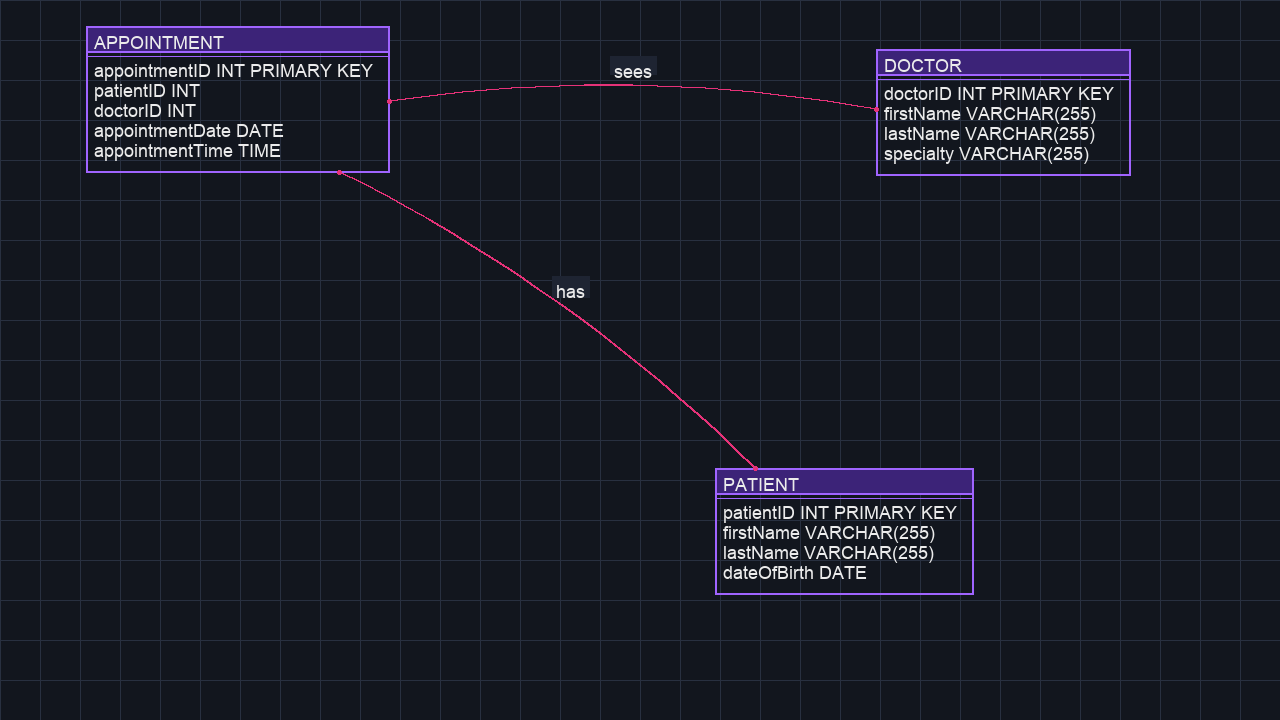 APPOINTMENT
appointmentID INT PRIMARY KEY
patientID INT
doctorID INT
appointmentDate DATE
appointmentTime TIME
sees
DOCTOR
doctorID INT PRIMARY KEY
firstName VARCHAR(255)
lastName VARCHAR(255)
specialty VARCHAR(255)
has
PATIENT
patientID INT PRIMARY KEY
firstName VARCHAR(255)
lastName VARCHAR(255)
dateOfBirth DATE